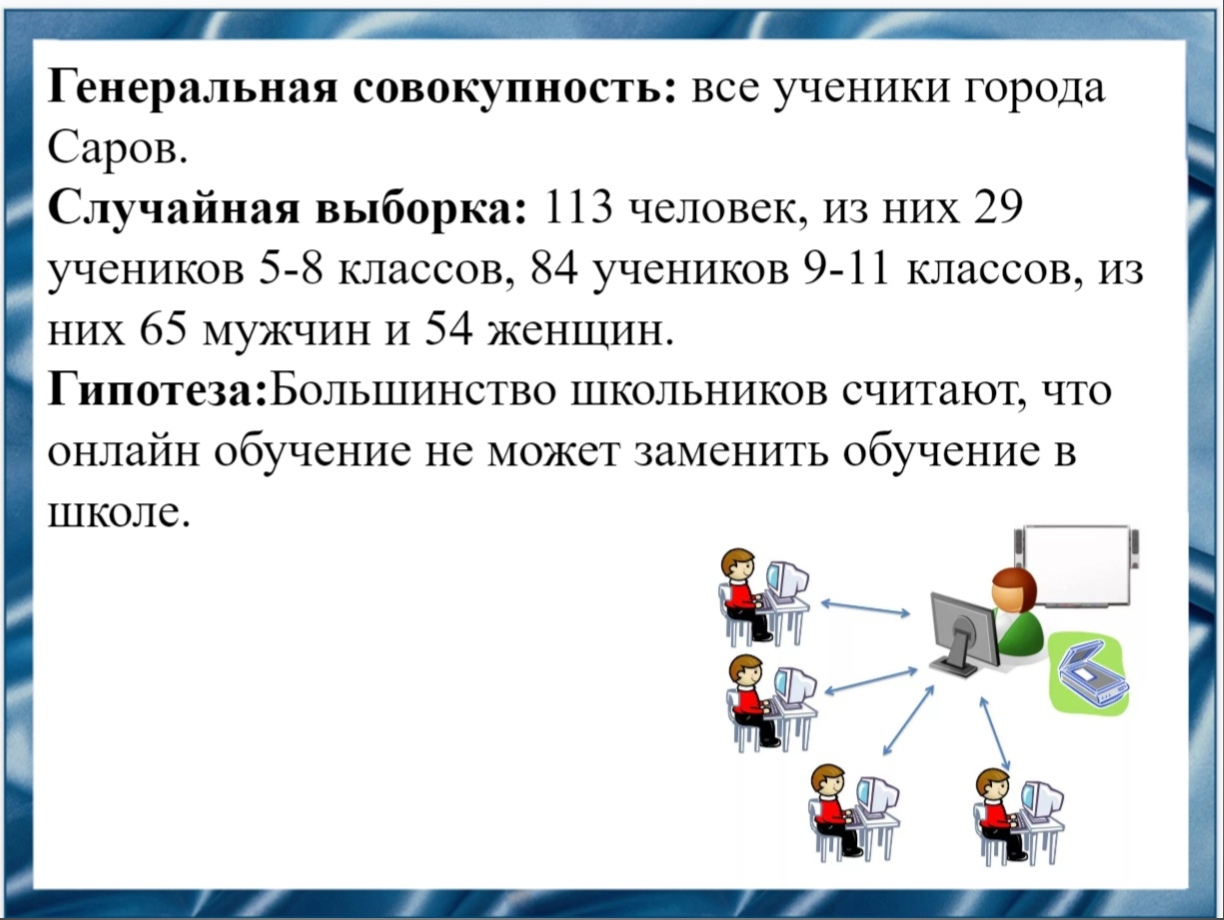 Генеральная совокупность: все ученики города
Саров.
Случайная выборка: 113 человек, из них 29
учеников 5-8 классов, 84 учеников 9-11 классов, из
них 65 мужчин и 54 женщин.
Гипотеза:Большинство школьников считают, что
онлайн обучение не может заменить обучение в
школе.